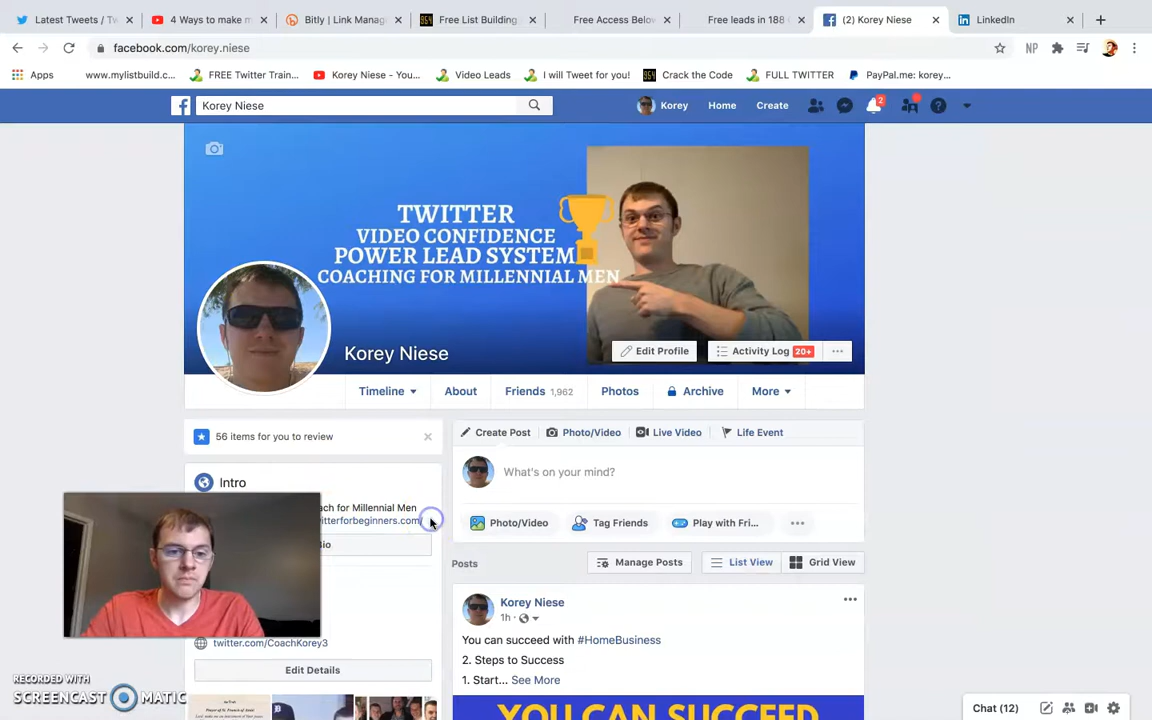 Latest Tweets / Tw
4 Ways to make m
Bitly | Link Manag
Free List Building
Free Access Belov
Free leads in 188
(2) Korey Niese
LinkedIn
facebook.com/korey.niese
NP
Apps
www.mylistbuild.c...
FREE Twitter Train...
Korey Niese - You...
Video Leads
I will Tweet for you!
Crack the Code
FULL TWITTER
PayPal.me: korey...
Korey Niese
Korey
Home
Create
2
TWITTER
VIDEO CONFIDENCE
POWER LEAD SYSTEM
COACHING FOR MILLENNIAL MEN
Korey Niese
Edit Profile
Activity Log 20+
Timeline
About
Friends 1,962
Photos
Archive
More
56 items for you to review
Create Post
Photo/Video
Live Video
Life Event
What's on your mind?
Intro
ach for Millennial Men
witterforbeginners.com/
Bio
Photo/Video
Tag Friends
Play with Fri...
Posts
Manage Posts
List View
Grid View
Korey Niese
1h
You can succeed with #HomeBusiness
2. Steps to Success
1. Start... See More
YOU CAN SUCCEED
twitter.com/CoachKorey3
Edit Details
RECORDED WITH
SCREENCAST MATIC
Chat (12)